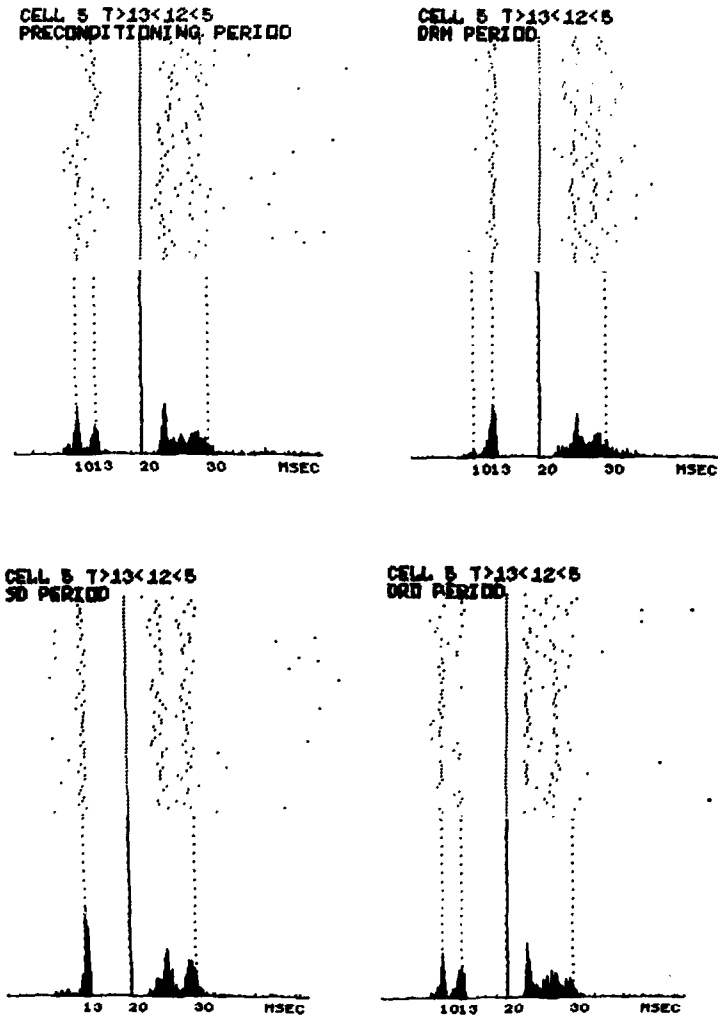 CELL 5 T>13<12<5
PRECONDITIONING PERIOD
1013 20 30 MSEC
CELL 5 T>13<12<5
DRM PERIOD
1013 20 30 MSEC
CELL 5 T>13<12<5
SD PERIOD
13 20 30 MSEC
CELL 5 T>13<12<5
DRO PERIOD
1013 20 30 MSEC